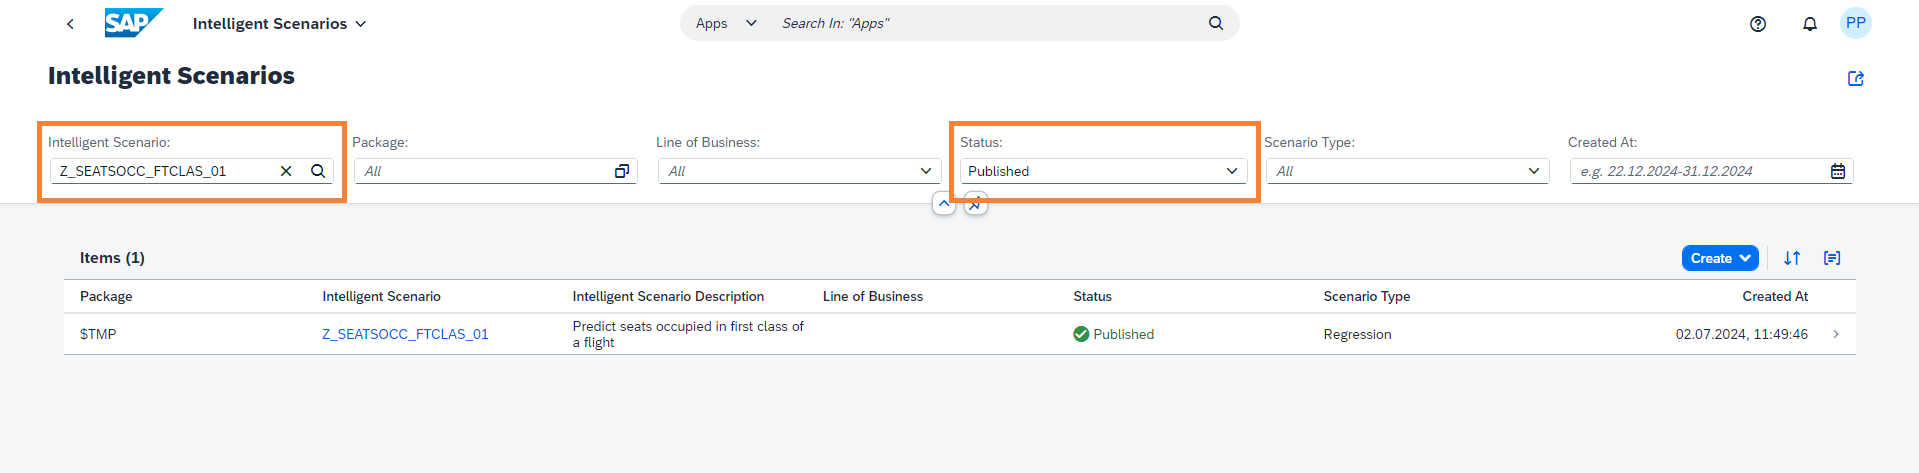 SAP Intelligent Scenarios Apps Search In: "Apps" PP
Intelligent Scenarios
Intelligent Scenario: Package: Line of Business: Status: Scenario Type: Created At:
Z_SEATSOCC_FTCLAS_01 All All Published All e.g. 22.12.2024-31.12.2024
Items (1) Create
Package Intelligent Scenario Intelligent Scenario Description Line of Business Status Scenario Type Created At
$TMP Z_SEATSOCC_FTCLAS_01 Predict seats occupied in first class of Published Regression 02.07.2024, 11:49:46
a flight